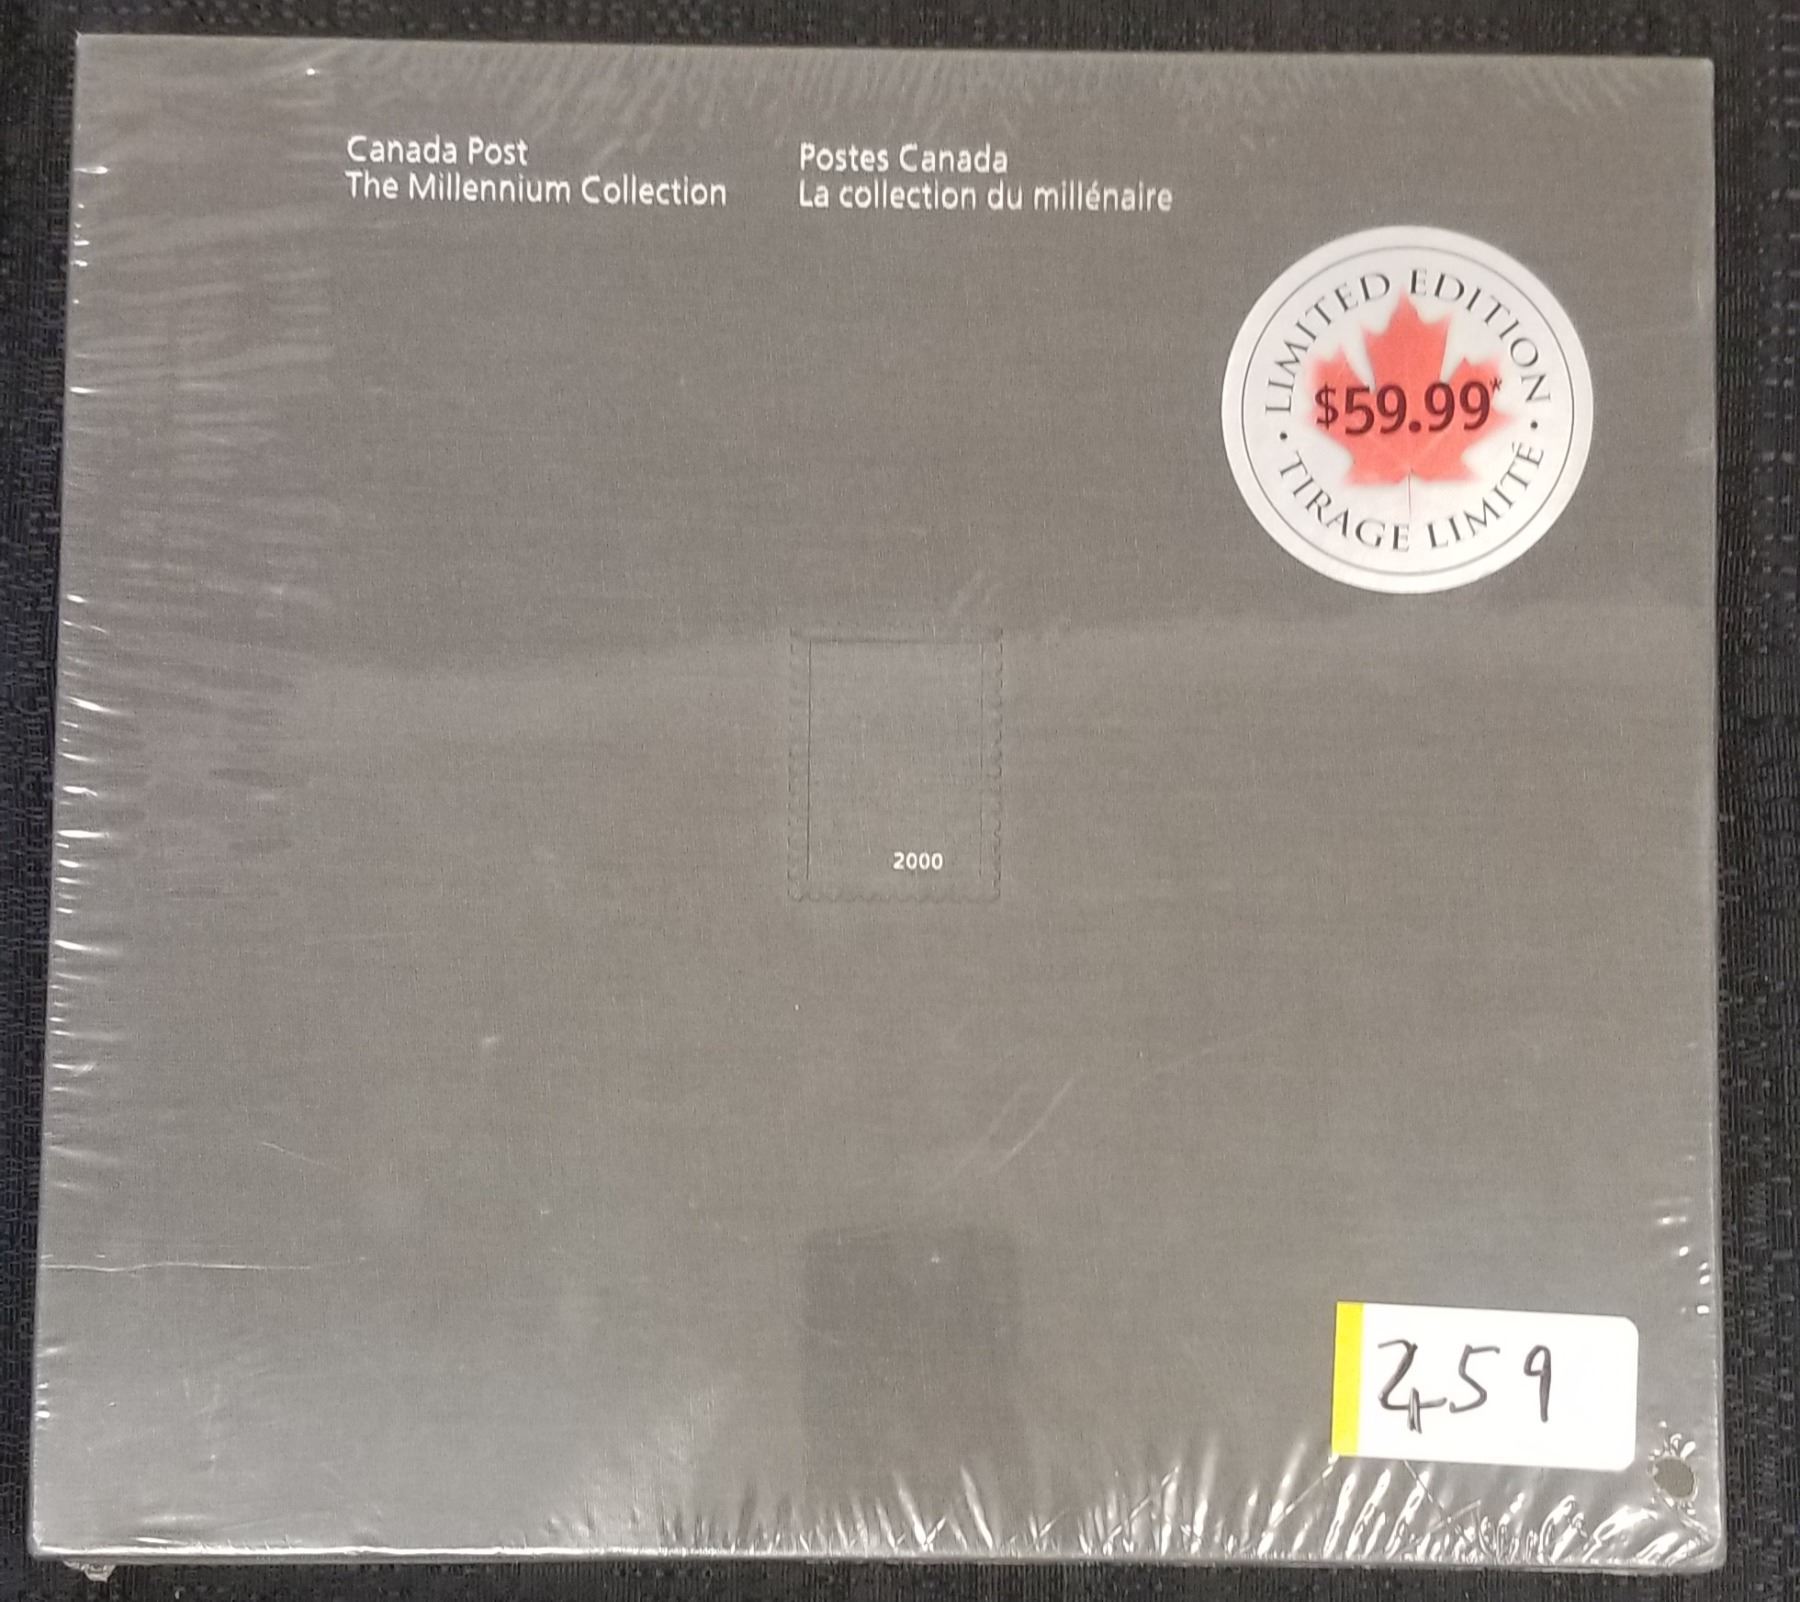 Canada Post
The Millennium Collection
Postes Canada
La collection du millénaire
LIMITED EDITION
$59.99*
TIRAGE LIMITÉ
2000
259